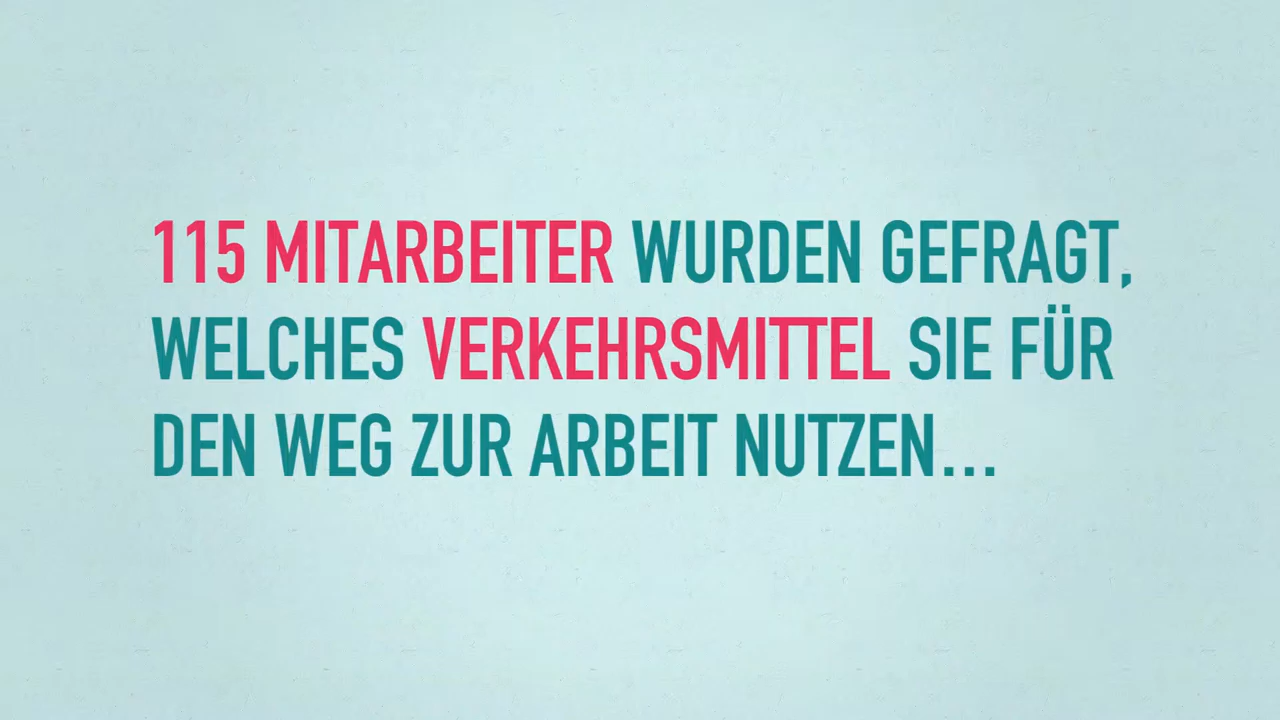 115 MITARBEITER WURDEN GEFRAGT,
WELCHES VERKEHRSMITTEL SIE FÜR
DEN WEG ZUR ARBEIT NUTZEN...